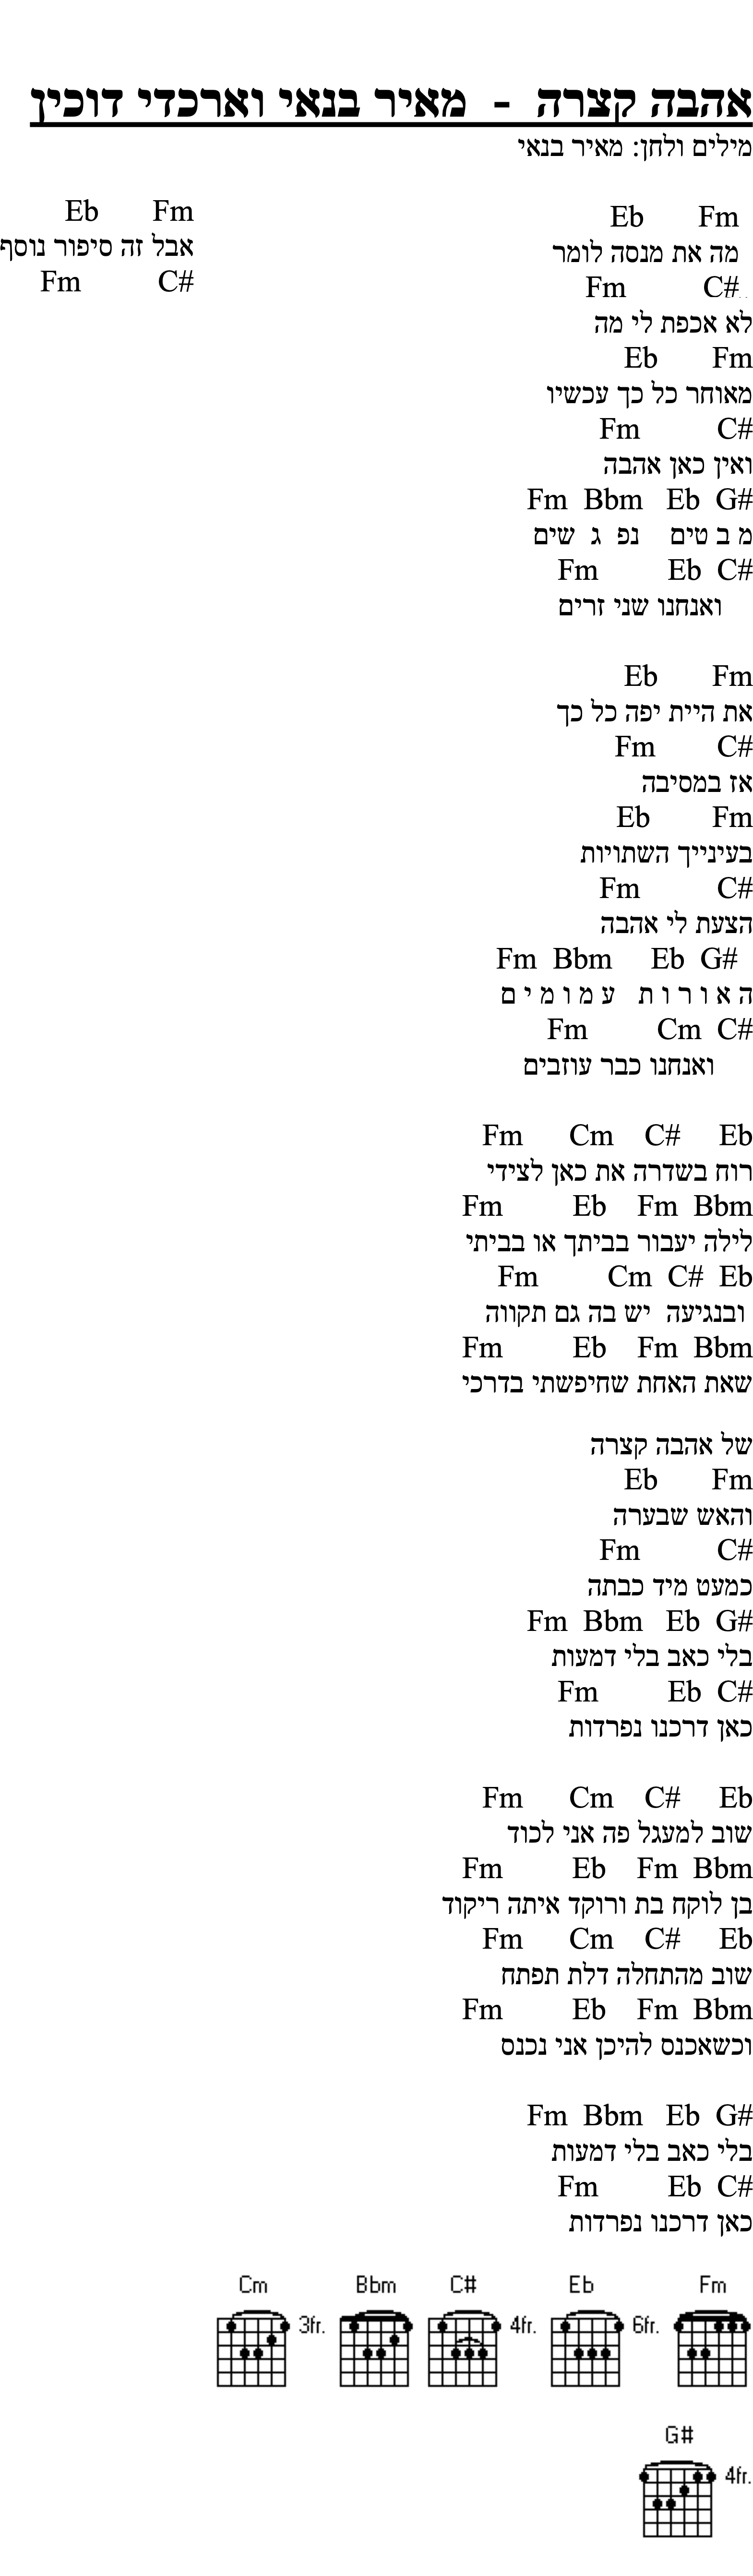 אהבה קצרה - מאיר בנאי וארכדי דוכין
מילים ולחן: מאיר בנאי
Eb Fm
מה את מנסה לומר
Fm C#
לא אכפת לי מה
Eb Fm
מאוחר כל כך עכשיו
Fm C#
ואין כאן אהבה
Fm Bbm Eb G#
מ ב טים נפ ג שים
Fm Eb C#
ואנחנו שני זרים
Eb Fm
את היית יפה כל כך
Fm C#
אז במסיבה
Eb Fm
בעינייך השתויות
Fm C#
הצעת לי אהבה
Fm Bbm Eb G#
ה א ו ר ו ת ע מ ו מ י ם
Fm Cm C#
ואנחנו כבר עוזבים
Fm Cm C# Eb
רוח בשדרה את כאן לצידי
Fm Eb Fm Bbm
לילה יעבור בביתך או בביתי
Fm Cm C# Eb
ובנגיעה יש בה גם תקווה
Fm Eb Fm Bbm
שאת האחת שחיפשתי בדרכי
של אהבה קצרה
Eb Fm
והאש שבערה
Fm C#
כמעט מיד כבתה
Fm Bbm Eb G#
בלי כאב בלי דמעות
Fm Eb C#
כאן דרכנו נפרדות
Fm Cm C# Eb
שוב למעגל פה אני לכוד
Fm Eb Fm Bbm
בן לוקח בת ורוקד איתה ריקוד
Fm Cm C# Eb
שוב מהתחלה דלת תפתח
Fm Eb Fm Bbm
וכשאכנס להיכן אני נכנס
Fm Bbm Eb G#
בלי כאב בלי דמעות
Fm Eb C#
כאן דרכנו נפרדות
Eb Fm
אבל זה סיפור נוסף
Fm C#
Cm Bbm C# Eb Fm
3fr. 4fr. 6fr.
G#
4fr.